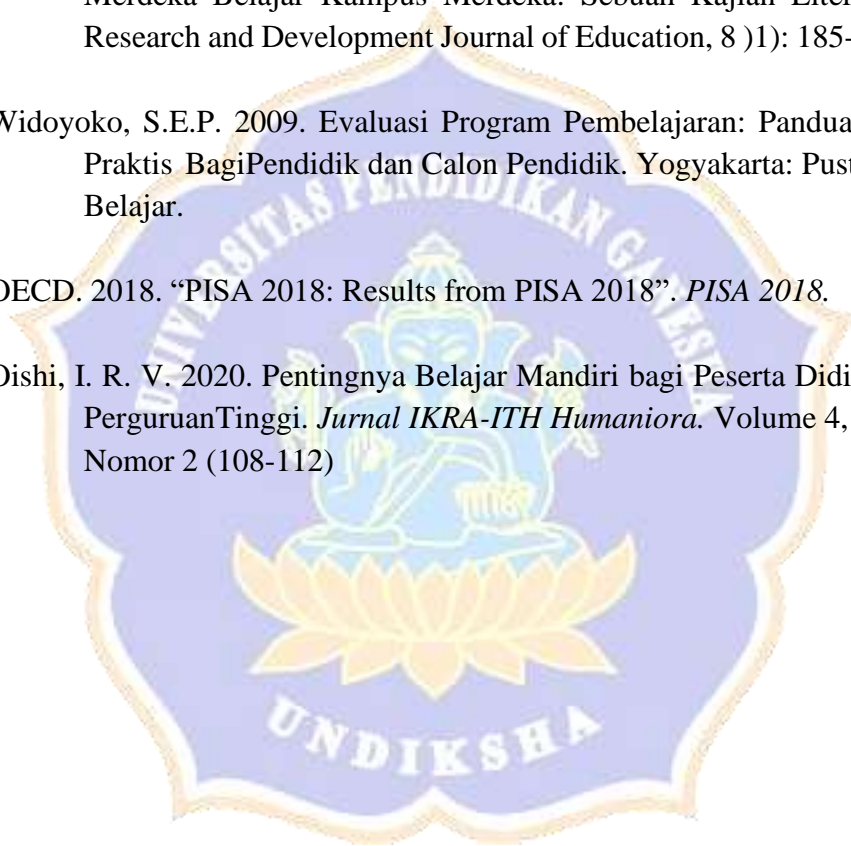 Merdeka Belajar Kampus Merdeka: Sebuah Kajian Liter
Research and Development Journal of Education, 8 )1): 185-
Widoyoko, S.E.P. 2009. Evaluasi Program Pembelajaran: Pandua
Praktis BagiPendidik dan Calon Pendidik. Yogyakarta: Pust
Belajar.
OECD. 2018. “PISA 2018: Results from PISA 2018”. PISA 2018.
Oishi, I. R. V. 2020. Pentingnya Belajar Mandiri bagi Peserta Didi
PerguruanTinggi. Jurnal IKRA-ITH Humaniora. Volume 4,
Nomor 2 (108-112)
UNIVERSITAS PENDIDIKAN GANESHA
UNDIKSHA